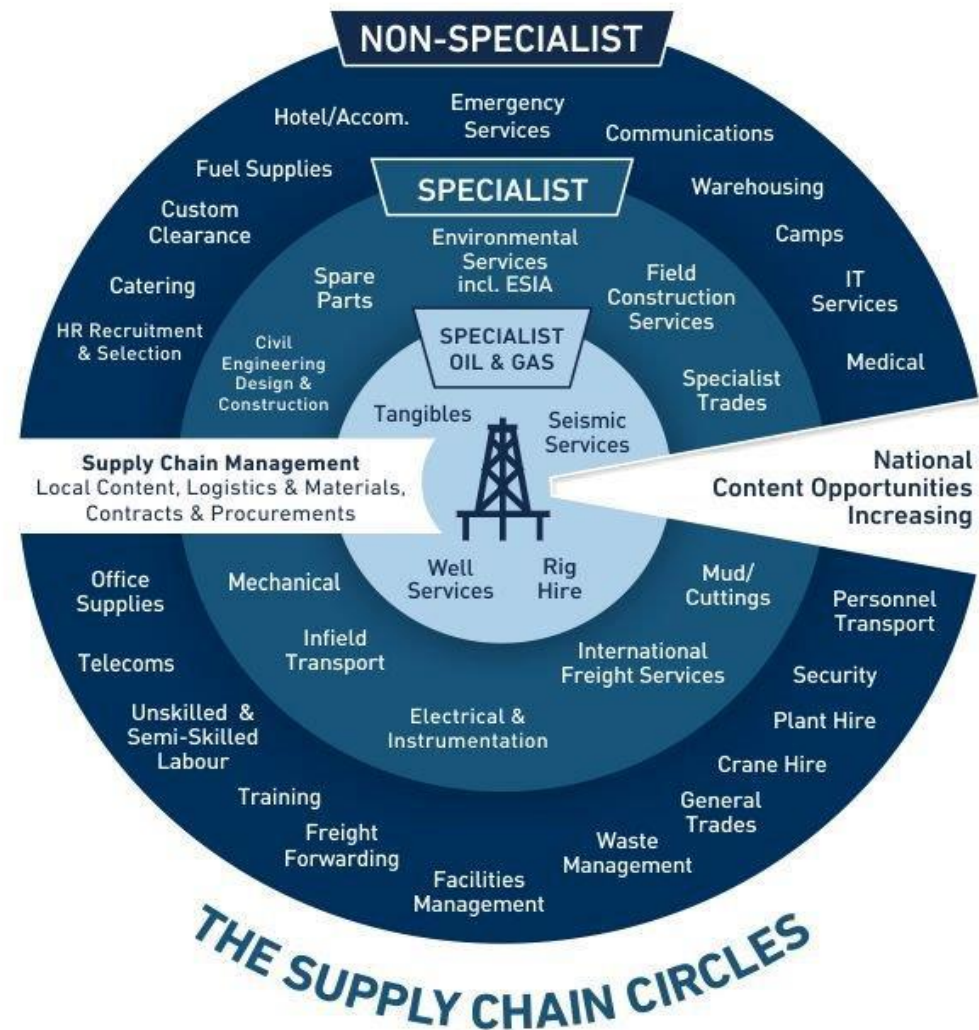 NON-SPECIALIST
Hotel/Accom.
Emergency
Services
Communications
Fuel Supplies
Warehousing
Custom
Clearance
Camps
Catering
IT
Services
HR Recruitment
& Selection
Medical
SPECIALIST
Environmental
Services
incl. ESIA
Spare
Parts
Field
Construction
Services
Civil
Engineering
Design &
Construction
Specialist
Trades
SPECIALIST
OIL & GAS
Tangibles
Seismic
Services
Well
Services
Rig
Hire
Supply Chain Management
Local Content, Logistics & Materials,
Contracts & Procurements
National
Content Opportunities
Increasing
Mechanical
Mud/
Cuttings
Infield
Transport
International
Freight Services
Electrical &
Instrumentation
Office
Supplies
Personnel
Transport
Telecoms
Security
Unskilled &
Semi-Skilled
Labour
Plant Hire
Crane Hire
Training
General
Trades
Freight
Forwarding
Waste
Management
Facilities
Management
THE SUPPLY CHAIN CIRCLES